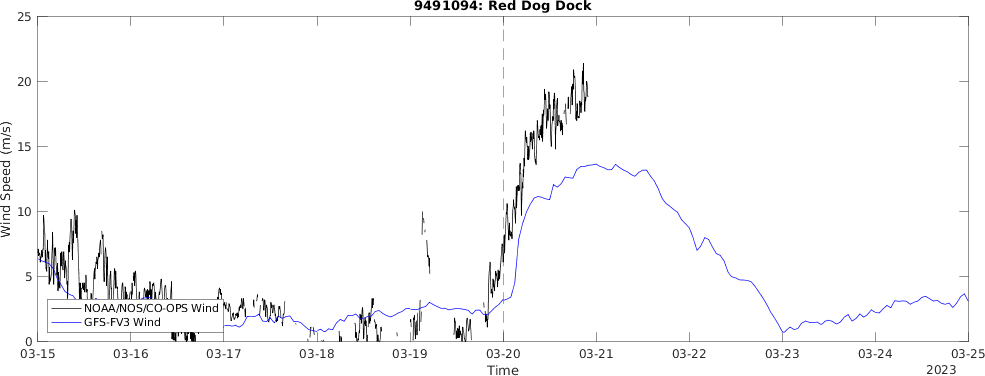 9491094: Red Dog Dock
25
20
15
10
5
0
Wind Speed (m/s)
NOAA/NOS/CO-OPS Wind
GFS-FV3 Wind
03-15 03-16 03-17 03-18 03-19 03-20 03-21 03-22 03-23 03-24 03-25
Time
2023